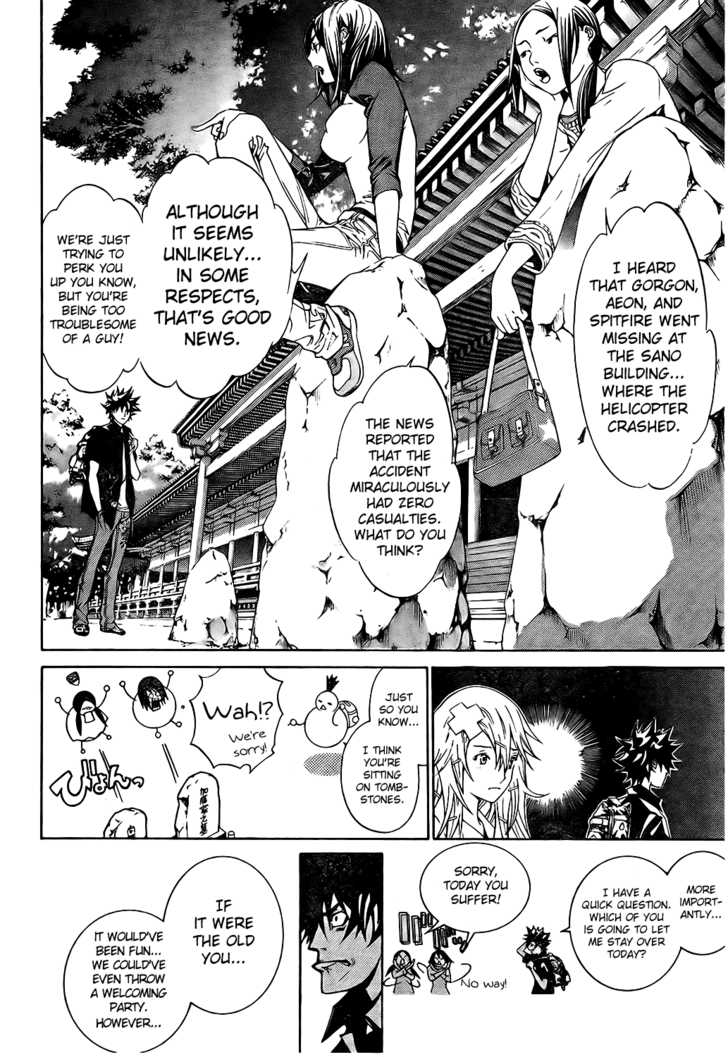 I HEARD
THAT GORGON,
AEON, AND
SPITFIRE WENT
MISSING AT
THE SANO
BUILDING...
WHERE THE
HELICOPTER
CRASHED.
THE NEWS
REPORTED
THAT THE
ACCIDENT
MIRACULOUSLY
HAD ZERO
CASUALTIES.
WHAT DO YOU
THINK?
ALTHOUGH
IT SEEMS
UNLIKELY...
IN SOME
RESPECTS,
THAT'S GOOD
NEWS.
WE'RE JUST
TRYING TO
PERK YOU
UP YOU KNOW,
BUT YOU'RE
BEING TOO
TROUBLESOME
OF A GUY!
JUST
SO YOU
KNOW...
I THINK
YOU'RE
SITTING
ON TOMB-
STONES.
Wah!?
We're
sorry!
ぴょんっ
MORE
IMPORT-
ANTLY...
I HAVE A
QUICK QUESTION.
WHICH OF YOU
IS GOING TO LET
ME STAY OVER
TODAY?
SORRY,
TODAY YOU
SUFFER!
No way!
IF
IT WERE
THE OLD
YOU...
IT WOULD'VE
BEEN FUN...
WE COULD'VE
EVEN THROW
A WELCOMING
PARTY.
HOWEVER...